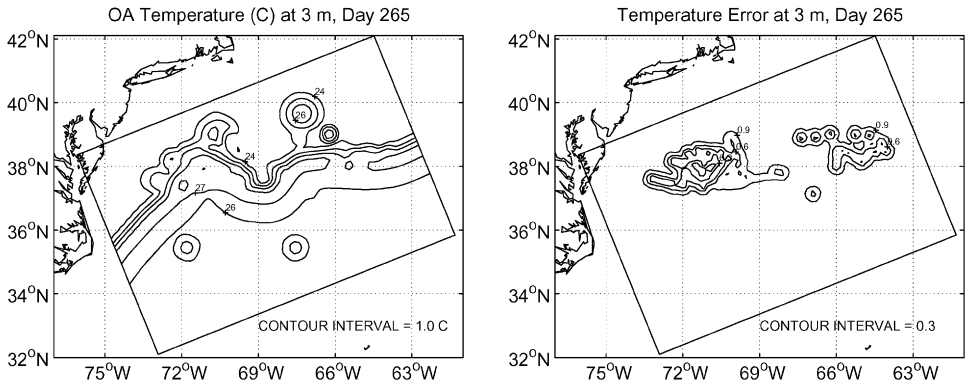 OA Temperature (C) at 3 m, Day 265
42°N
40°N
38°N
36°N
34°N
32°N
75°W 72°W 69°W 66°W 63°W
24
26
24
27
26
CONTOUR INTERVAL = 1.0 C
Temperature Error at 3 m, Day 265
42°N
40°N
38°N
36°N
34°N
32°N
75°W 72°W 69°W 66°W 63°W
0.9
0.6
0.9
0.6
CONTOUR INTERVAL = 0.3